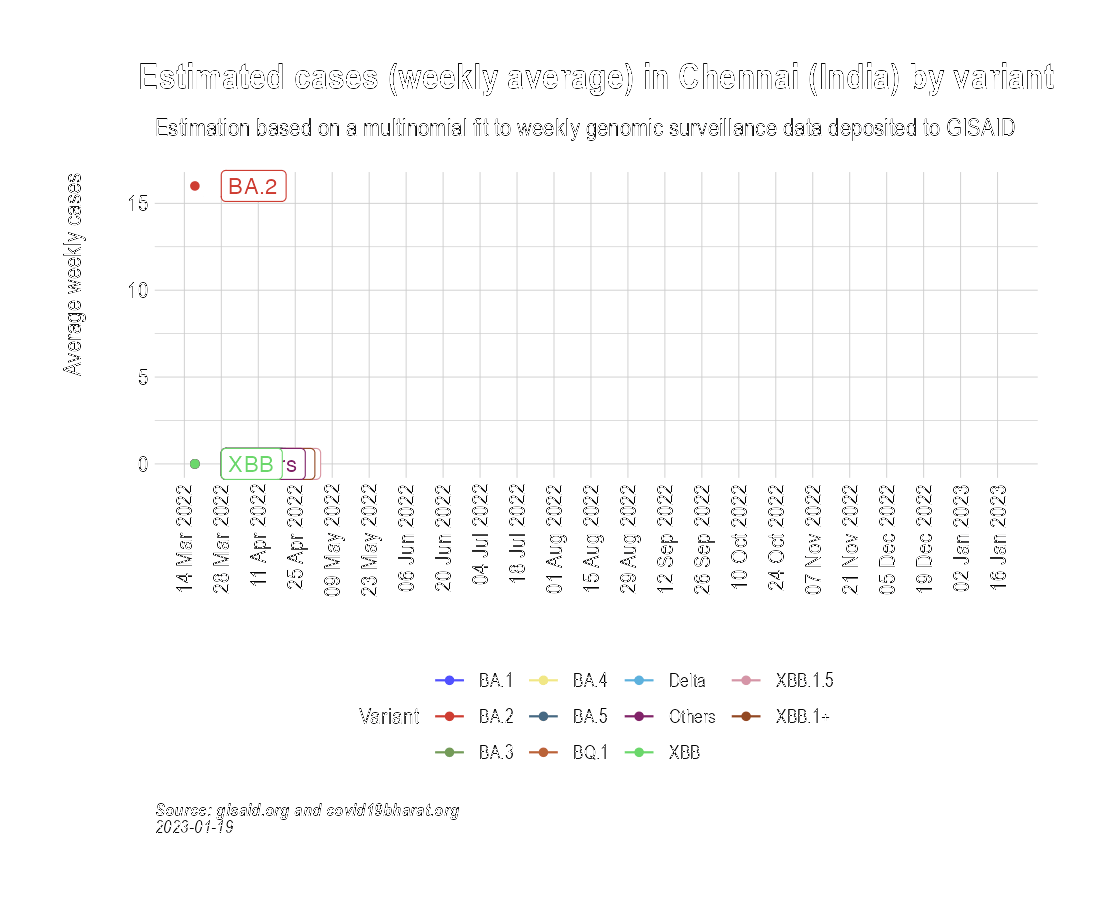 Estimated cases (weekly average) in Chennai (India) by variant
Estimation based on a multinomial fit to weekly genomic surveillance data deposited to GISAID
Average weekly cases
15
10
5
0
BA.2
XBB
rs
14 Mar 2022
28 Mar 2022
11 Apr 2022
25 Apr 2022
09 May 2022
23 May 2022
06 Jun 2022
20 Jun 2022
04 Jul 2022
18 Jul 2022
01 Aug 2022
15 Aug 2022
29 Aug 2022
12 Sep 2022
26 Sep 2022
10 Oct 2022
24 Oct 2022
07 Nov 2022
21 Nov 2022
05 Dec 2022
19 Dec 2022
02 Jan 2023
16 Jan 2023
Variant
BA.1
BA.2
BA.3
BA.4
BA.5
BQ.1
Delta
Others
XBB
XBB.1.5
XBB.1+
Source: gisaid.org and covid19bharat.org
2023-01-19